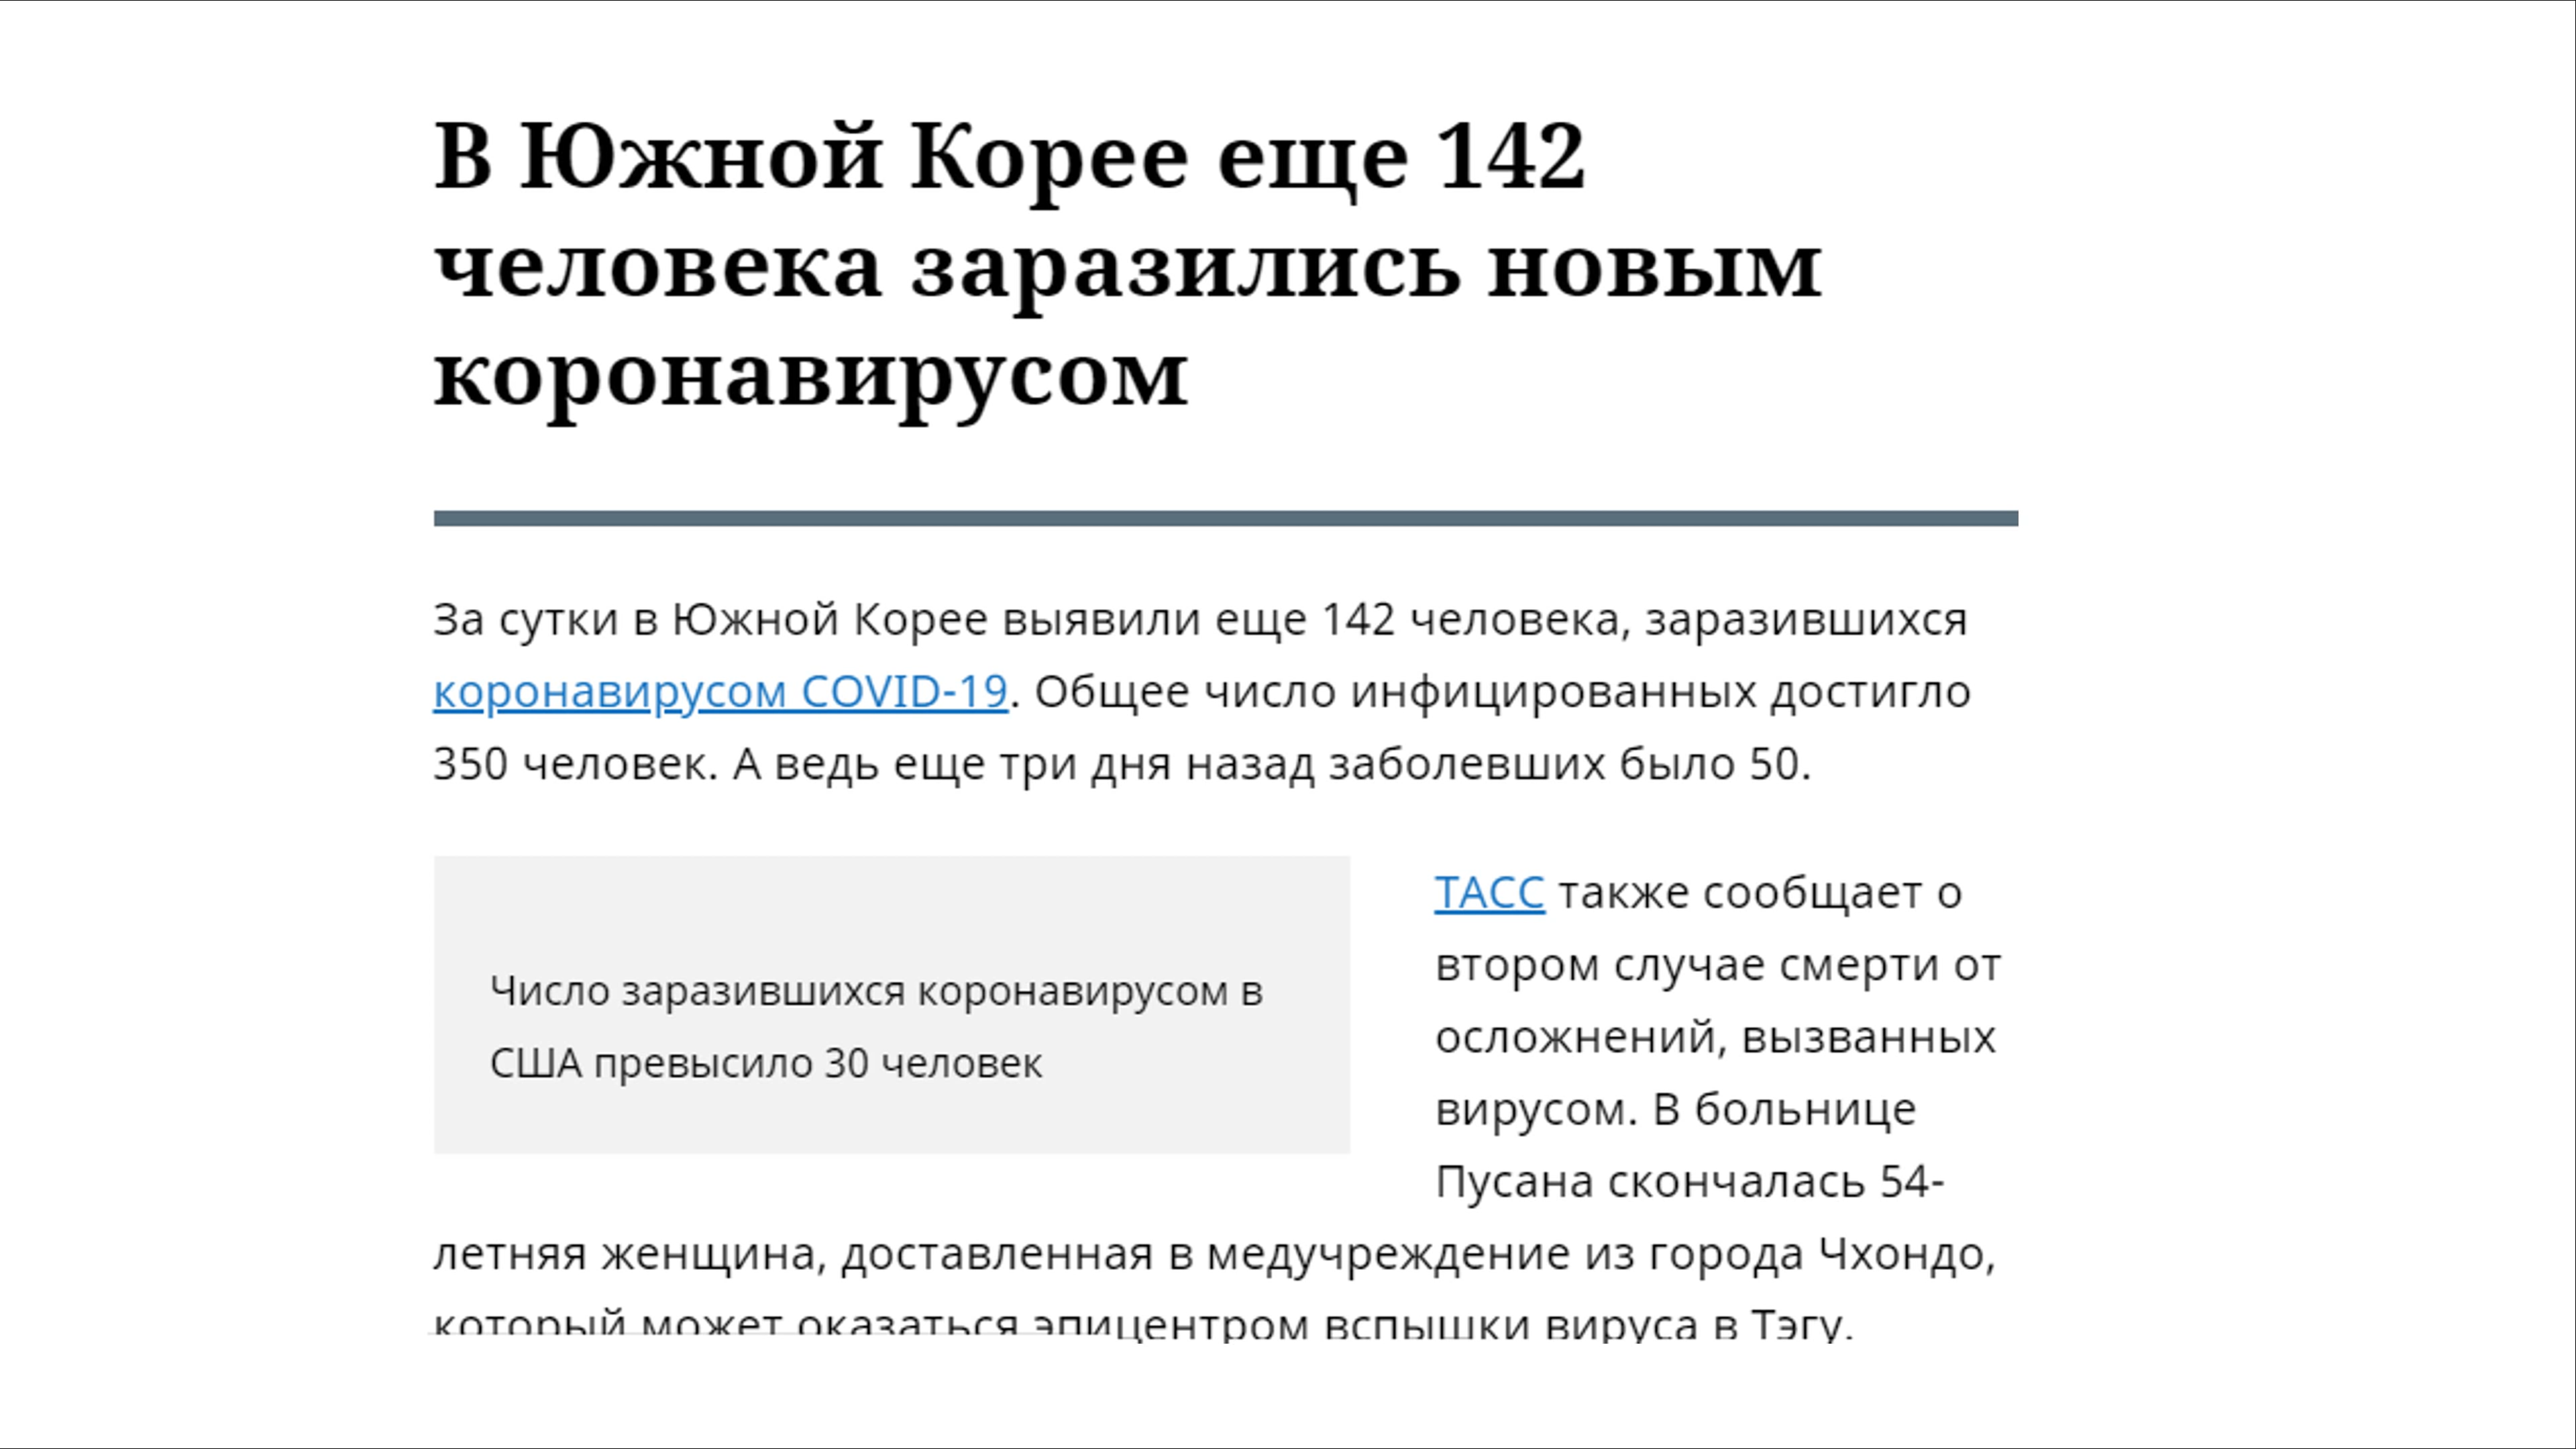 В Южной Корее еще 142
человека заразились новым
коронавирусом
За сутки в Южной Корее выявили еще 142 человека, заразившихся
коронавирусом COVID-19. Общее число инфицированных достигло
350 человек. А ведь еще три дня назад заболевших было 50.
Число заразившихся коронавирусом в
США превысило 30 человек
ТАСС также сообщает о
втором случае смерти от
осложнений, вызванных
вирусом. В больнице
Пусана скончалась 54-
летняя женщина, доставленная в медучреждение из города Чхондо,
который может оказаться эпицентром вспышки вируса в Тэгу.